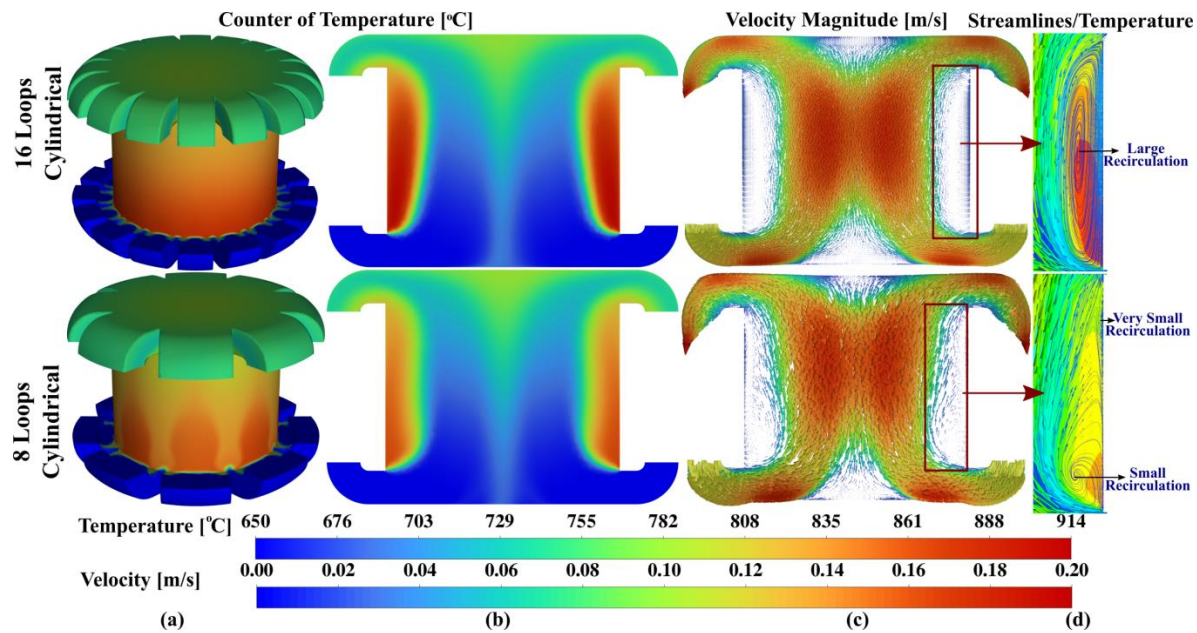 Counter of Temperature [°C]
Velocity Magnitude [m/s]
Streamlines/Temperature
16 Loops
Cylindrical
Large
Recirculation
8 Loops
Cylindrical
Very Small
Recirculation
Small
Recirculation
Temperature [°C] 650 676 703 729 755 782 808 835 861 888 914
0.00 0.02 0.04 0.06 0.08 0.10 0.12 0.14 0.16 0.18 0.20
Velocity [m/s]
(a) (b) (c) (d)